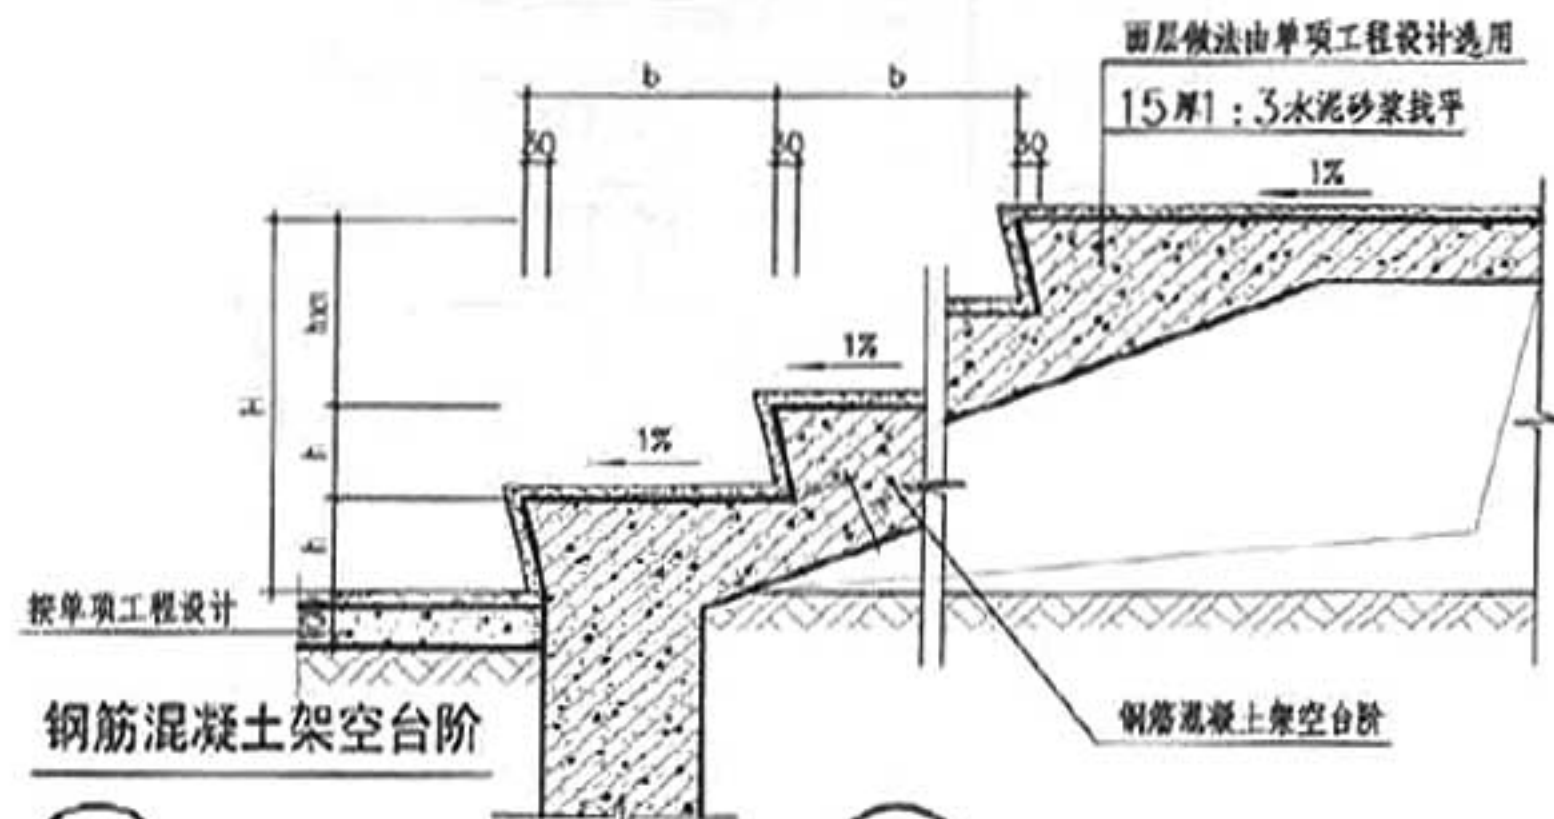 面层做法由单项工程设计选用
b b
15厚1:3水泥砂浆找平
30 30 30
1%
1%
H
h
1%
h
按单项工程设计
钢筋混凝土架空台阶
钢筋混凝土架空台阶